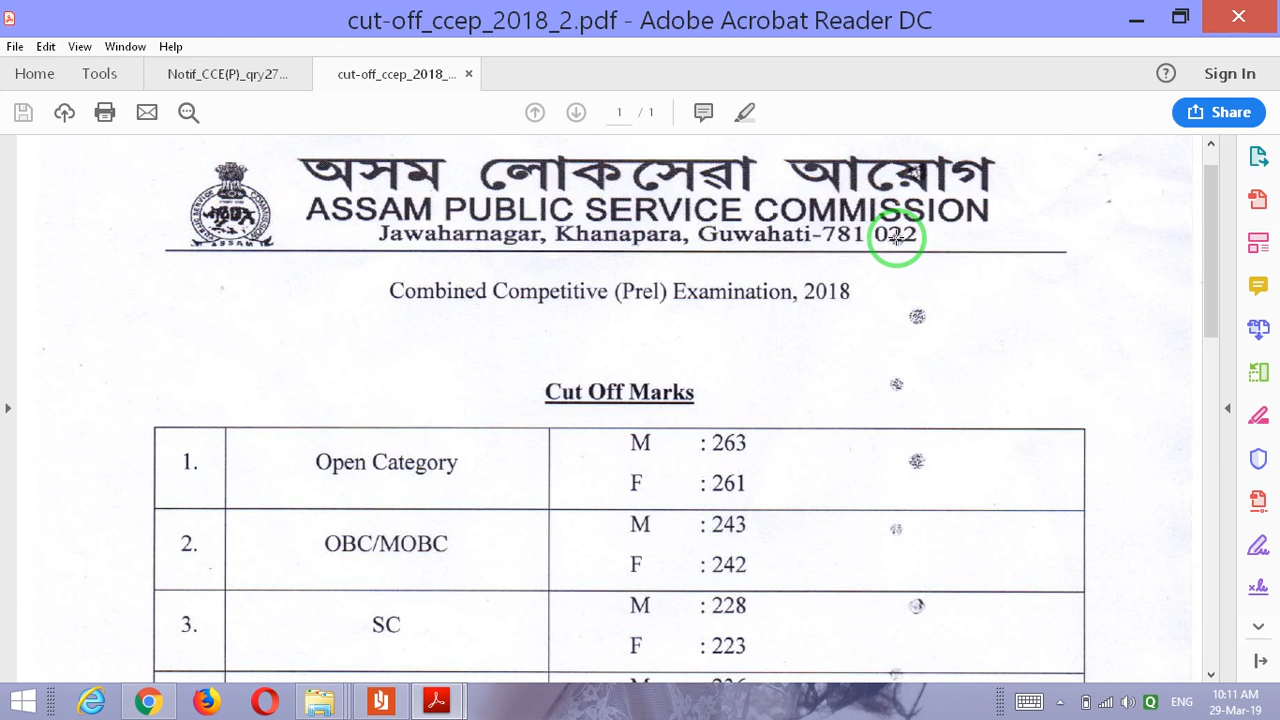 cut-off_ccep_2018_2.pdf - Adobe Acrobat Reader DC
File Edit View Window Help
Home Tools Notif_CCE(P)_qry27... cut-off_ccep_2018_... ×
1 / 1 Share
Sign In
অসম লোকসেৱা আয়োগ
ASSAM PUBLIC SERVICE COMMISSION
Jawaharnagar, Khanapara, Guwahati-781 022
ASSAM
Combined Competitive (Prel) Examination, 2018
Cut Off Marks
1. Open Category M : 263
F : 261
2. OBC/MOBC M : 243
F : 242
3. SC M : 228
F : 223
ENG 10:11 AM
29-Mar-19